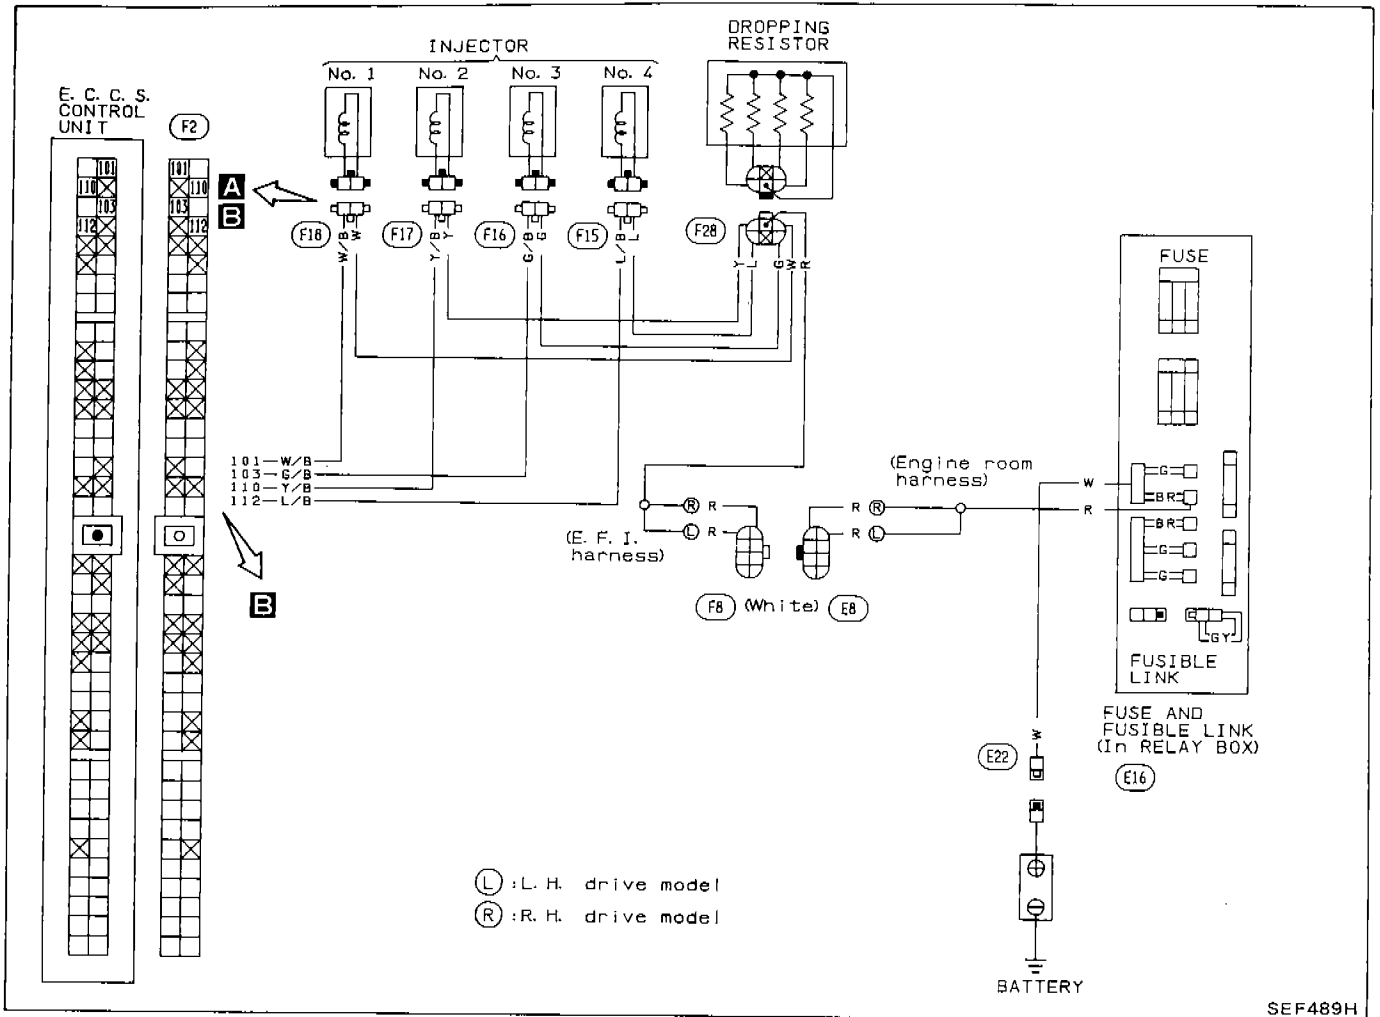 DROPPING
RESISTOR
INJECTOR
No. 1 No. 2 No. 3 No. 4
E. C. C. S.
CONTROL
UNIT
F2
101 101
110 110
103 103
112 112
A
B
F18 F17 F16 F15 F28
W/B W Y/B Y G/B G L/B L Y L G W R
FUSE
101 W/B
103 G/B
110 Y/B
112 L/B
(Engine room
harness)
W
R
G
BR
BR
G
G
GY
R R
L R
R R
R L
(E. F. I.
harness)
F8 (White) E8
B
FUSIBLE
LINK
FUSE AND
FUSIBLE LINK
(In RELAY BOX)
E16
W
E22
L :L. H. drive model
R :R. H. drive model
BATTERY
SEF489H